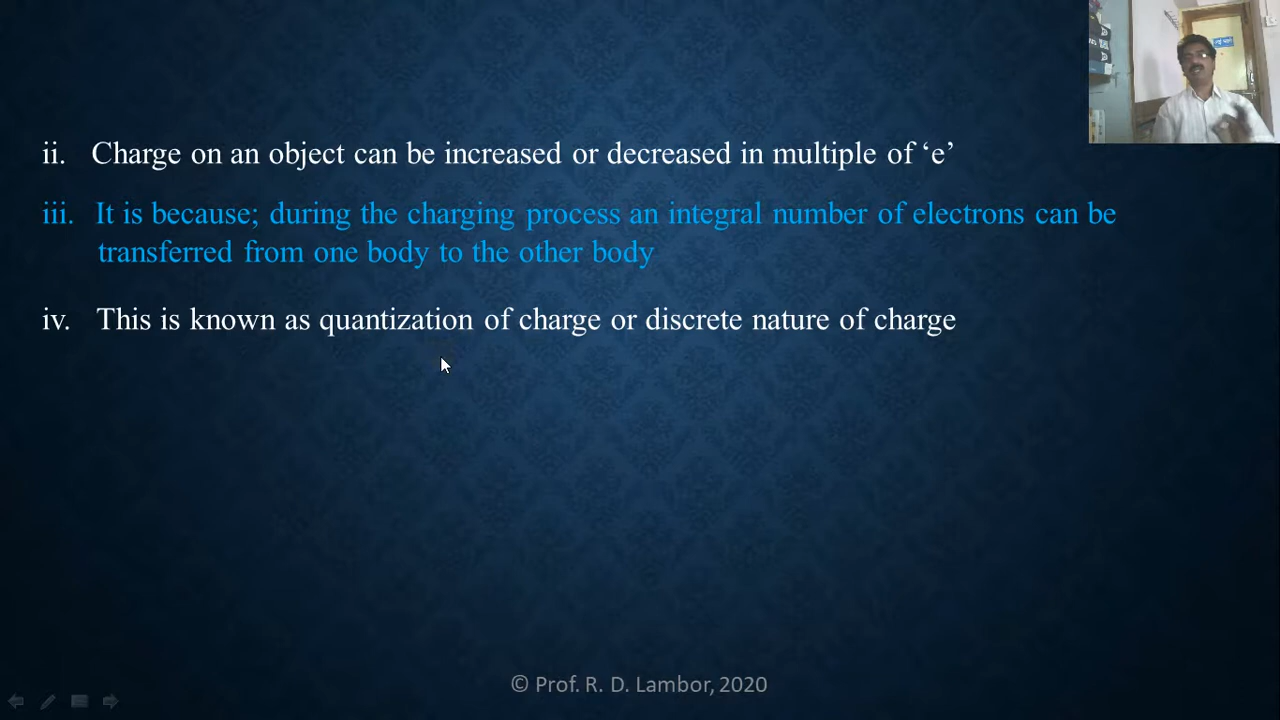 ii. Charge on an object can be increased or decreased in multiple of ‘e’
iii. It is because; during the charging process an integral number of electrons can be
transferred from one body to the other body
iv. This is known as quantization of charge or discrete nature of charge
© Prof. R. D. Lambor, 2020